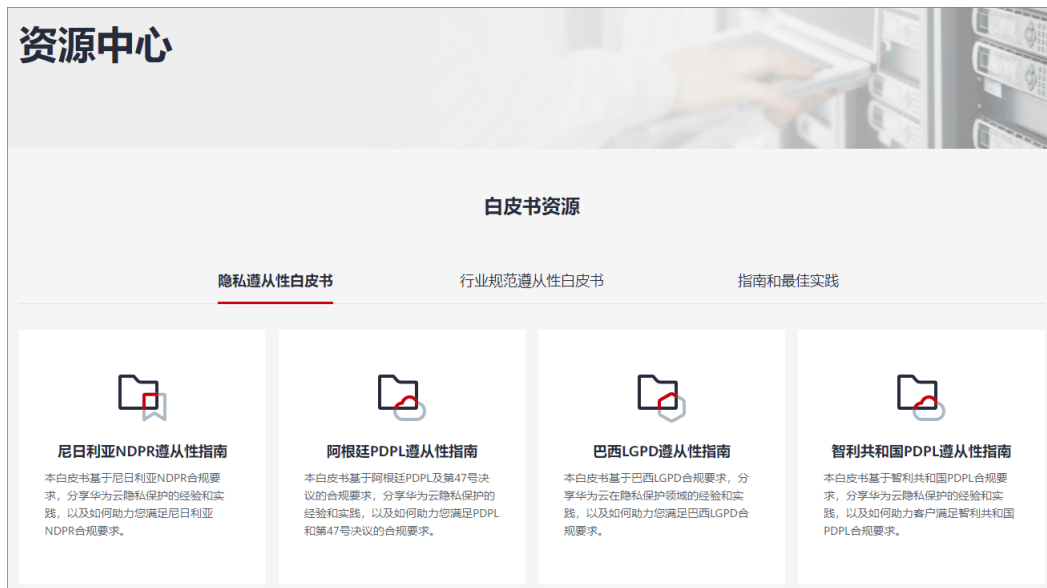 资源中心
白皮书资源
隐私遵从性白皮书
行业规范遵从性白皮书
指南和最佳实践
尼日利亚NDPR遵从性指南
本白皮书基于尼日利亚NDPR合规要
求，分享华为云隐私保护的经验和实
践，以及如何助力您满足尼日利亚
NDPR合规要求。
阿根廷PDPL遵从性指南
本白皮书基于阿根廷PDPL及第47号决
议的合规要求，分享华为云隐私保护的
经验和实践，以及如何助力您满足PDPL
和第47号决议的合规要求。
巴西LGPD遵从性指南
本白皮书基于巴西LGPD合规要求，分
享华为云在隐私保护领域的经验和实
践，以及如何助力您满足巴西LGPD合
规要求。
智利共和国PDPL遵从性指南
本白皮书基于智利共和国PDPL合规要
求，分享华为云隐私保护的经验和实
践，以及如何助力客户满足智利共和国
PDPL合规要求。